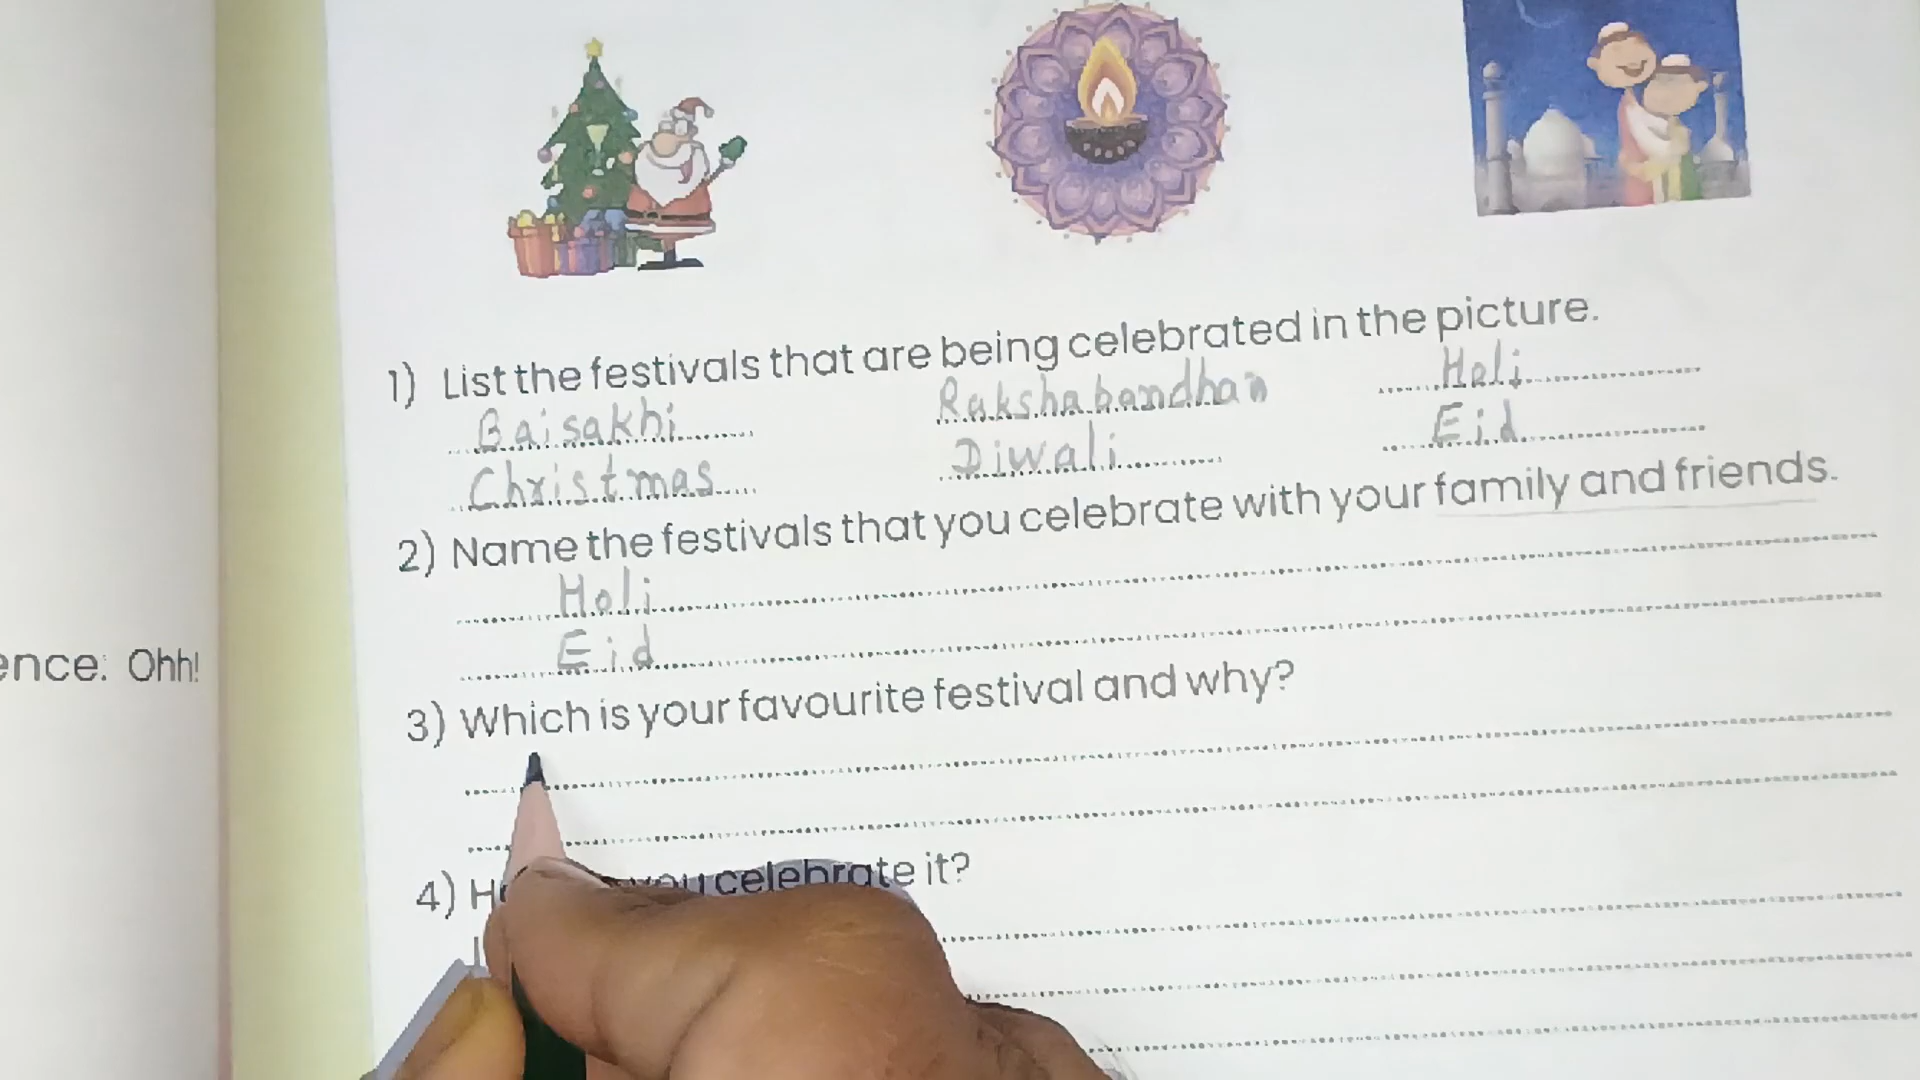 1) List the festivals that are being celebrated in the picture.
Baisakhi Rakshabandhan Holi
Christmas Diwali Eid
2) Name the festivals that you celebrate with your family and friends.
Holi
Eid
ence: Ohh!
3) Which is your favourite festival and why?
4) you celebrate it?